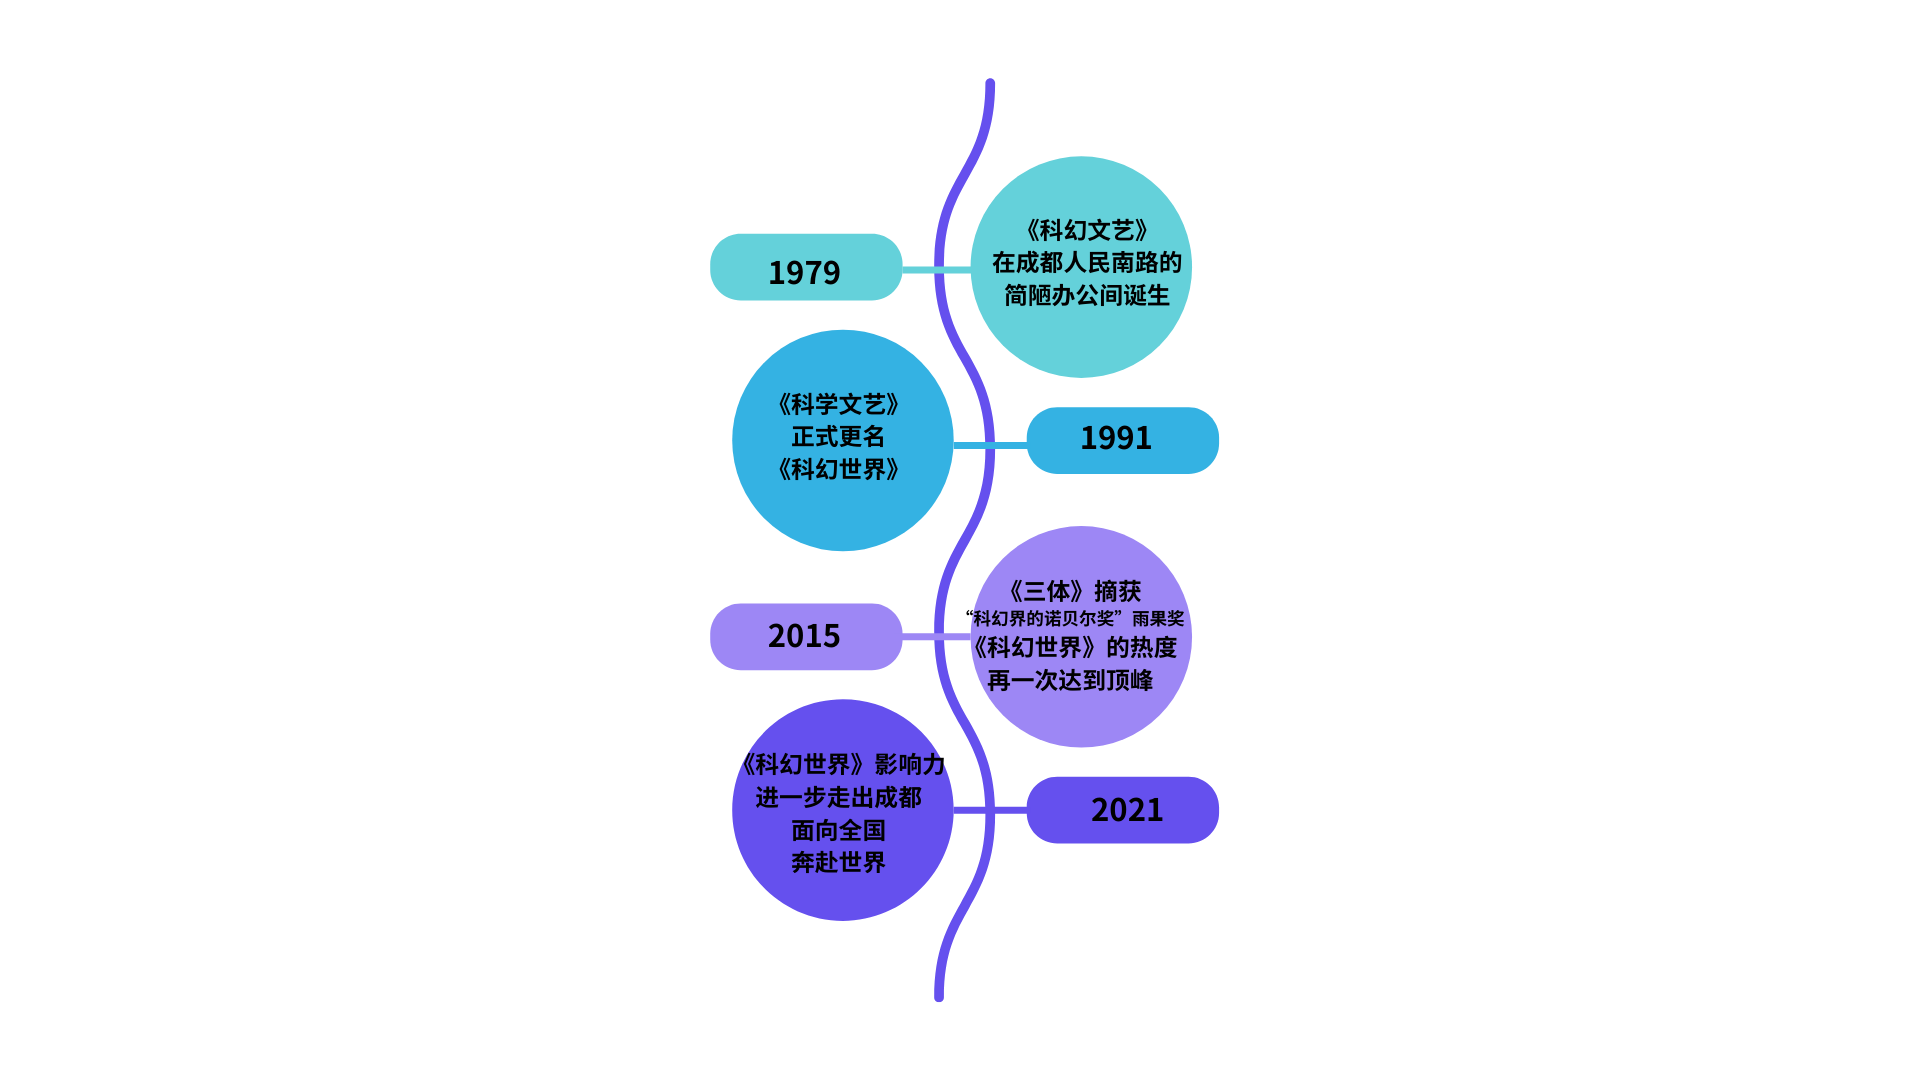 1979
《科幻文艺》
在成都人民南路的
简陋办公间诞生
《科学文艺》
正式更名
《科幻世界》
1991
2015
《三体》摘获
“科幻界的诺贝尔奖”雨果奖
《科幻世界》的热度
再一次达到顶峰
《科幻世界》影响力
进一步走出成都
面向全国
奔赴世界
2021